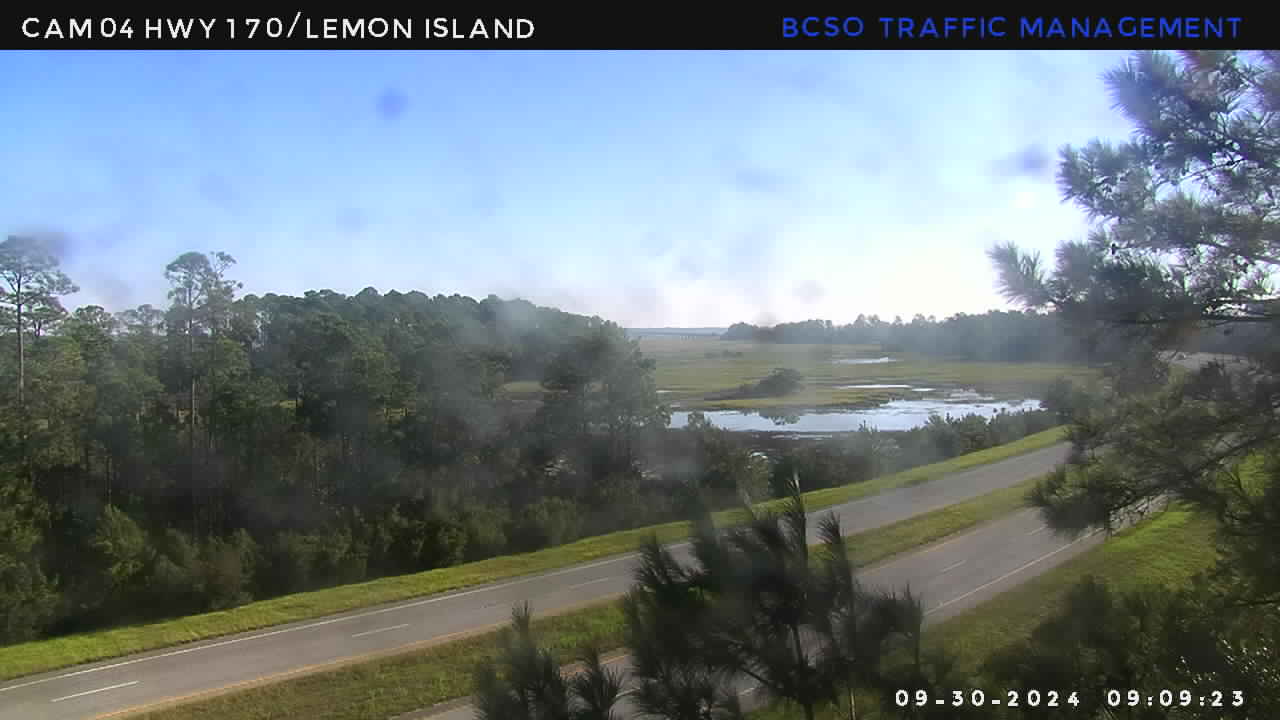 CAM04 HWY 170/LEMON ISLAND
BCSO TRAFFIC MANAGEMENT
09-30-2024 09:09:23